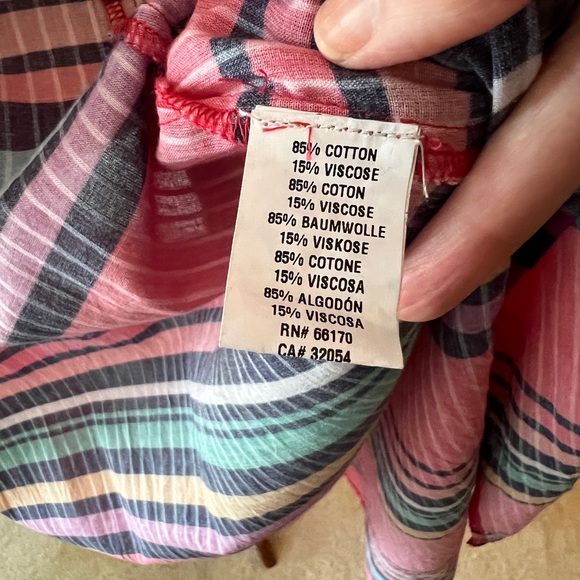 85% COTTON
15% VISCOSE
85% COTON
15% VISCOSE
85% BAUMWOLLE
15% VISKOSE
85% COTONE
15% VISCOSA
85% ALGODÓN
15% VISCOSA
RN# 66170
CA# 32054